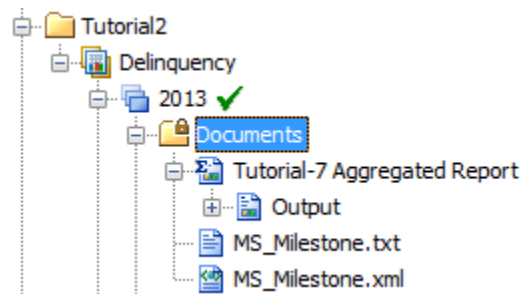 Tutorial2
Delinquency
2013
Documents
Tutorial-7 Aggregated Report
Output
MS_Milestone.txt
MS_Milestone.xml